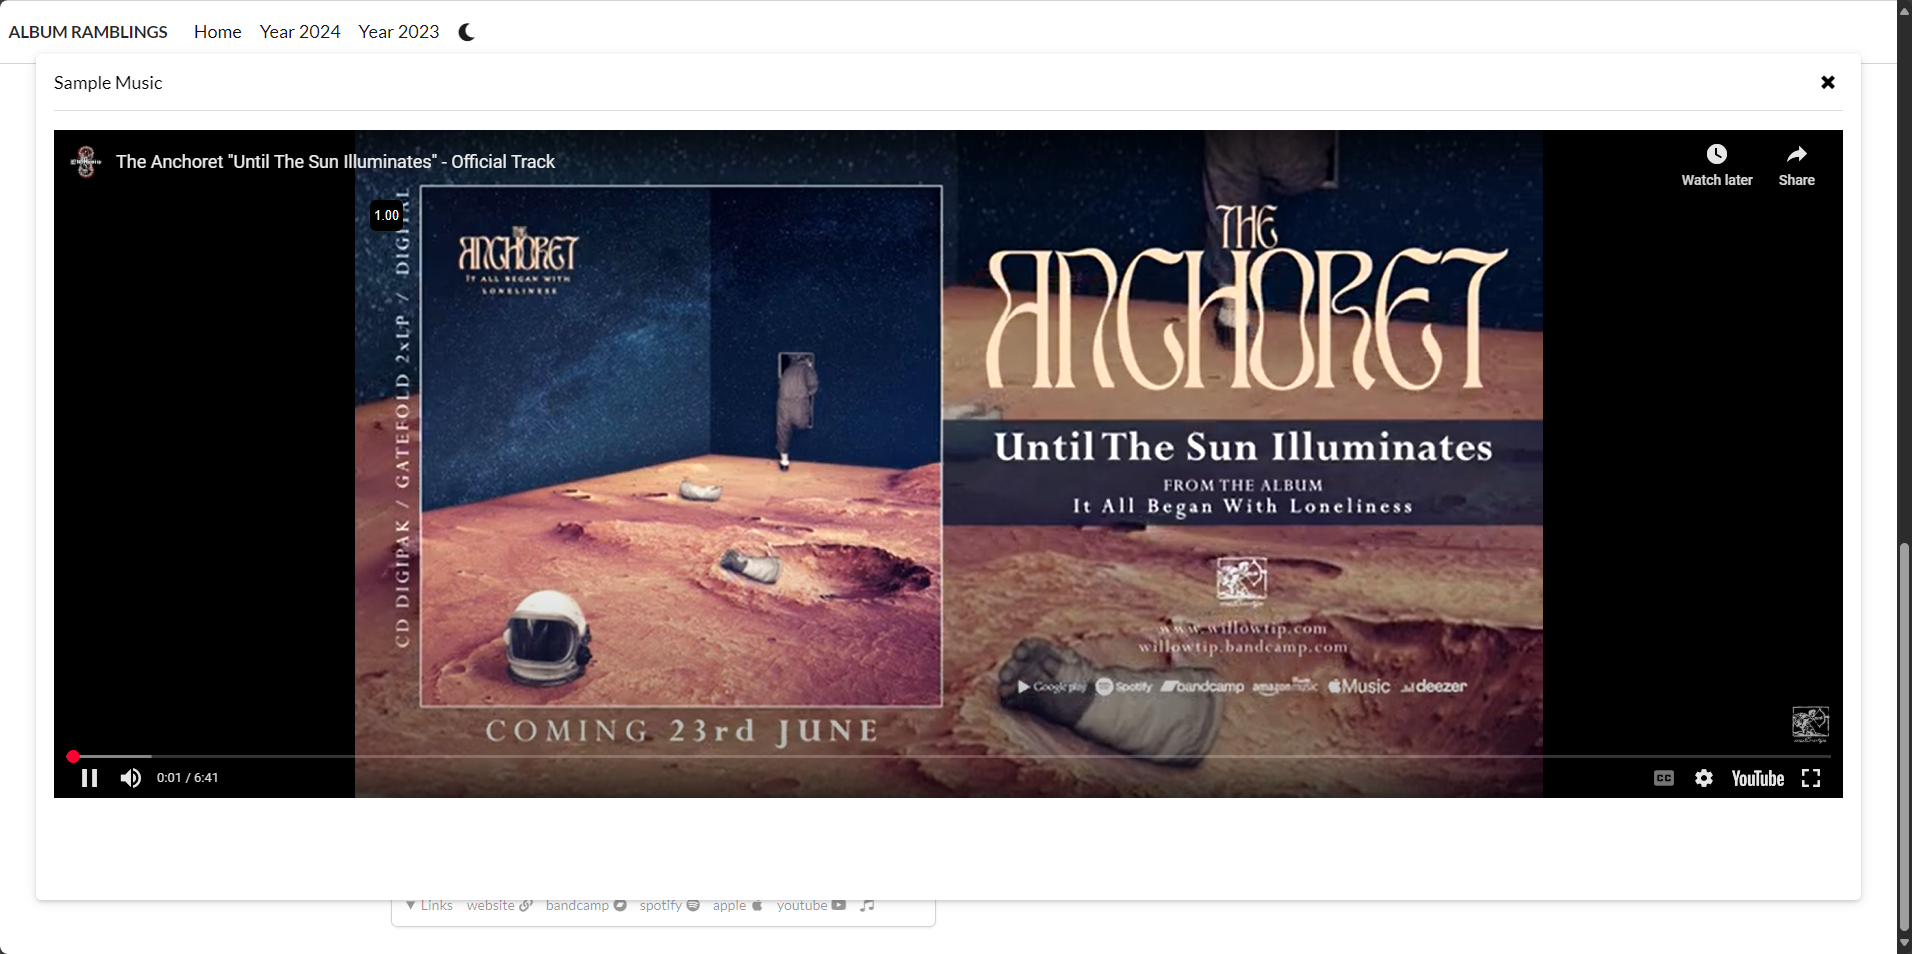 ALBUM RAMBLINGS Home Year 2024 Year 2023
Sample Music
The Anchoret "Until The Sun Illuminates" - Official Track
Watch later
Share
1.00
CD DIGIPAK / GATEFOLD 2xLP / DIGITAL
THE
ANCHORET
IT ALL BEGAN WITH
LONELINESS
COMING 23rd JUNE
THE
ANCHORET
Until The Sun Illuminates
FROM THE ALBUM
It All Began With Loneliness
www.willowtip.com
willowtip.bandcamp.com
Google play Spotify bandcamp amazon music Music deezer
0:01 / 6:41
CC YouTube
▼ Links website bandcamp spotify apple youtube